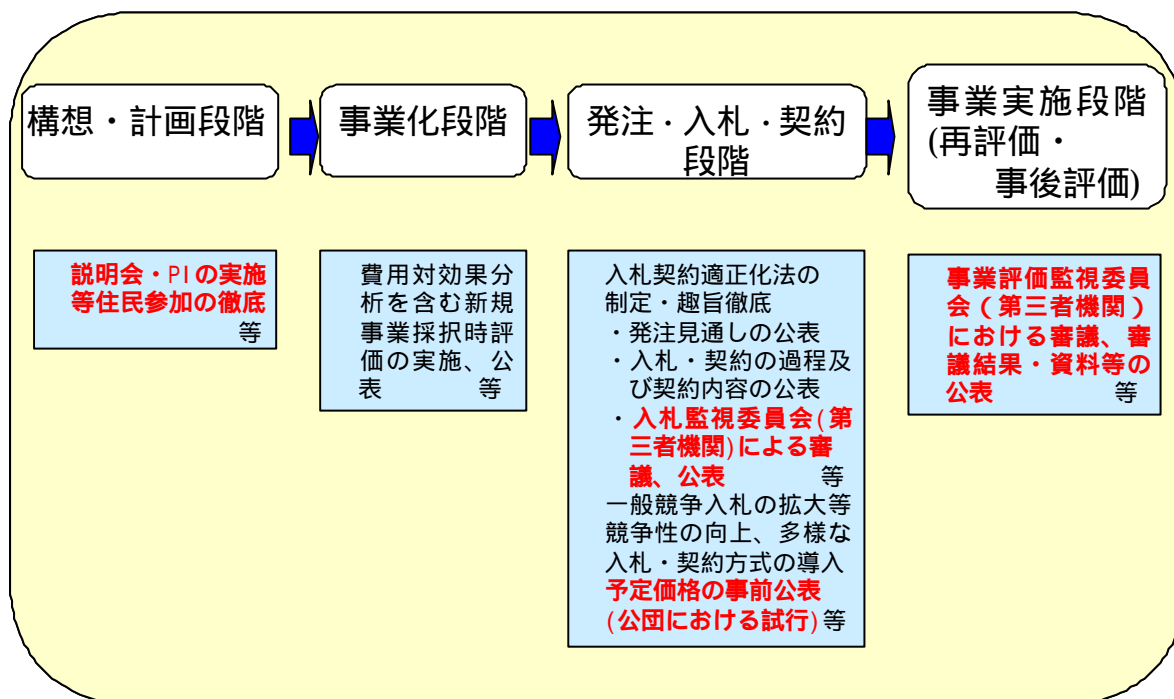 構想・計画段階
事業化段階
発注・入札・契約
段階
事業実施段階
(再評価・
事後評価)
説明会・PIの実施
等住民参加の徹底
等
費用対効果分
析を含む新規
事業採択時評
価の実施、公
表 等
入札契約適正化法の
制定・趣旨徹底
・発注見通しの公表
・入札・契約の過程及
び契約内容の公表
・入札監視委員会(第
三者機関)による審
議、公表 等
一般競争入札の拡大等
競争性の向上、多様な
入札・契約方式の導入
予定価格の事前公表
(公団における試行)等
事業評価監視委員
会(第三者機関)
における審議、審
議結果・資料等の
公表 等